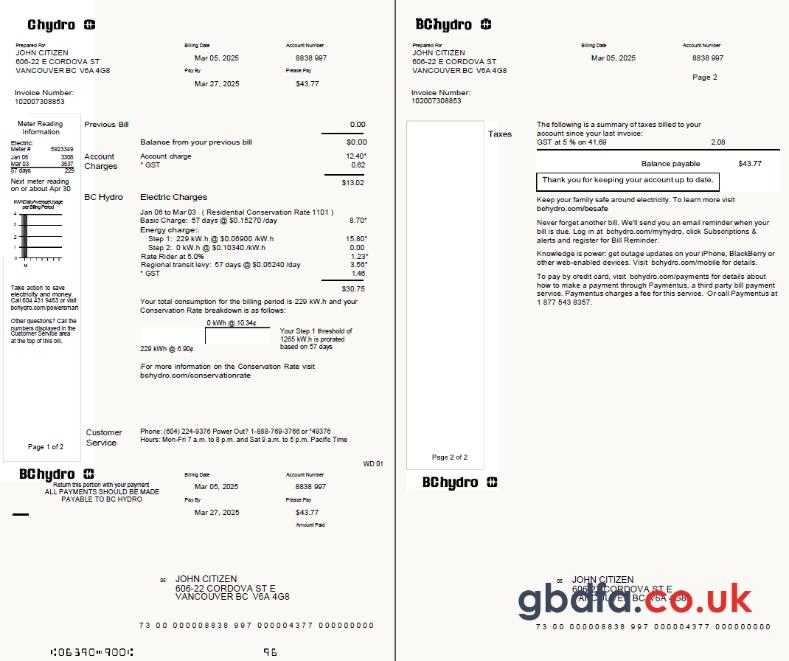 BChydro
Prepared For
JOHN CITIZEN
606-22 E CORDOVA ST
VANCOUVER BC V6A 4G8
Billing Date
Mar 05, 2025
Account Number
8838 997
Pay By
Mar 27, 2025
Please Pay
$43.77
Invoice Number:
102007308853
Meter Reading
Information
Electric:
Meter # 5923349
Jan 06 3308
Mar 03 3537
57 days 229
Next meter reading
on or about Apr 30
kWh Daily Average Usage
per Billing Period
4
3
2
1
0
M
Take action to save
electricity and money.
Call 604 431 9463 or visit
bchydro.com/powersmart
Other questions? Call the
numbers displayed in the
Customer Service area
at the top of this bill.
Page 1 of 2
Previous Bill 0.00
Balance from your previous bill $0.00
Account
Charges
Account charge 12.40*
* GST 0.62
$13.02
BC Hydro
Electric Charges
Jan 06 to Mar 03 ( Residential Conservation Rate 1101 )
Basic Charge: 57 days @ $0.15270 /day 8.70*
Energy charge:
Step 1: 229 kW.h @ $0.06900 /kW.h 15.80*
Step 2: 0 kW.h @ $0.10340 /kW.h 0.00
Rate Rider at 5.0% 1.23*
Regional transit levy: 57 days @ $0.06240 /day 3.56*
* GST 1.46
$30.75
Your total consumption for the billing period is 229 kW.h and your
Conservation Rate breakdown is as follows:
0 kWh @ 10.34¢
229 kWh @ 6.90¢
Your Step 1 threshold of
1265 kW.h is prorated
based on 57 days
For more information on the Conservation Rate visit
bchydro.com/conservationrate
Customer
Service
Phone: (604) 224-9376 Power Out? 1-888-769-3766 or *49376
Hours: Mon-Fri 7 a.m. to 8 p.m. and Sat 9 a.m. to 5 p.m. Pacific Time
WD 01
BChydro
Return this portion with your payment
ALL PAYMENTS SHOULD BE MADE
PAYABLE TO BC HYDRO
Billing Date
Mar 05, 2025
Account Number
8838 997
Pay By
Mar 27, 2025
Please Pay
$43.77
Amount Paid
JOHN CITIZEN
606-22 CORDOVA ST E
VANCOUVER BC V6A 4G8
73 00 000008838 997 000004377 000000000
BChydro
Prepared For
JOHN CITIZEN
606-22 E CORDOVA ST
VANCOUVER BC V6A 4G8
Billing Date
Mar 05, 2025
Account Number
8838 997
Page 2
Invoice Number:
102007308853
Taxes
The following is a summary of taxes billed to your
account since your last invoice:
GST at 5 % on 41.69 2.08
Balance payable $43.77
Thank you for keeping your account up to date.
Keep your family safe around electricity. To learn more visit
bchydro.com/besafe
Never forget another bill. We'll send you an email reminder when your
bill is due. Log in at bchydro.com/myhydro, click Subscriptions &
alerts and register for Bill Reminder.
Knowledge is power: get outage updates on your iPhone, BlackBerry or
other web-enabled devices. Visit bchydro.com/mobile for details.
To pay by credit card, visit bchydro.com/payments for details about
how to make a payment through Paymentus, a third party bill payment
service. Paymentus charges a fee for this service. Or call Paymentus at
1 877 543 8357.
Page 2 of 2
BChydro
JOHN CITIZEN
606-22 CORDOVA ST E
VANCOUVER BC V6A 4G8
gbdfa.co.uk
73 00 000008838 997 000004377 000000000